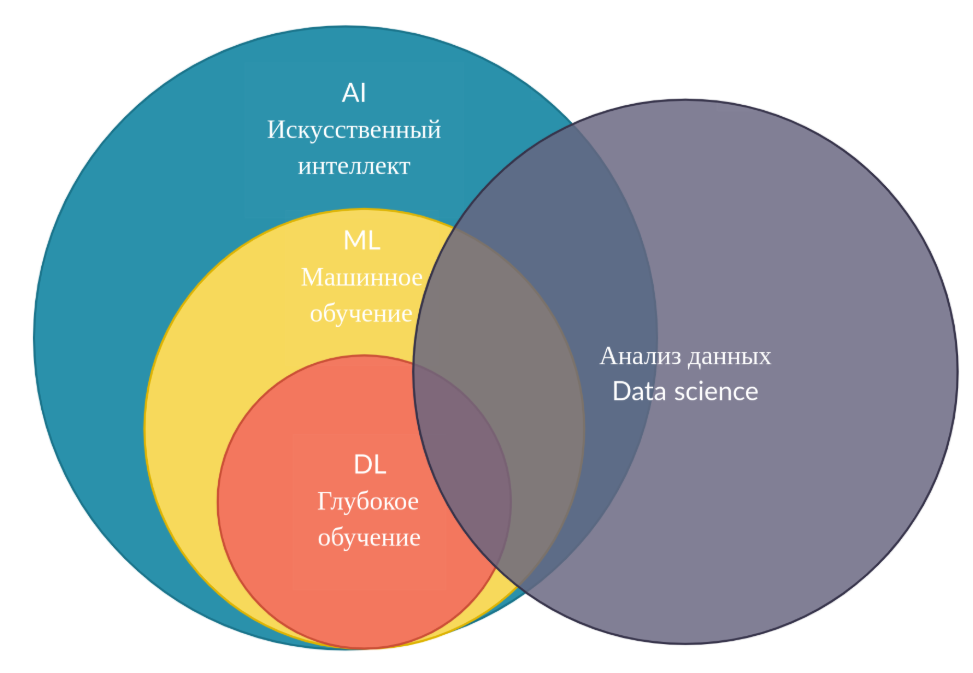 AI
Искусственный
интеллект
ML
Машинное
обучение
Анализ данных
Data science
DL
Глубокое
обучение